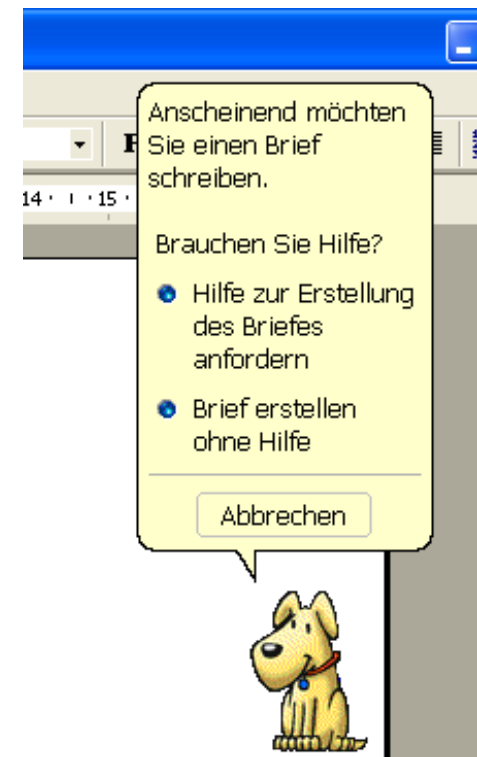 Anscheinend möchten
Sie einen Brief
schreiben.
Brauchen Sie Hilfe?
Hilfe zur Erstellung
des Briefes
anfordern
Brief erstellen
ohne Hilfe
Abbrechen
F
14 · ı · 15 ·